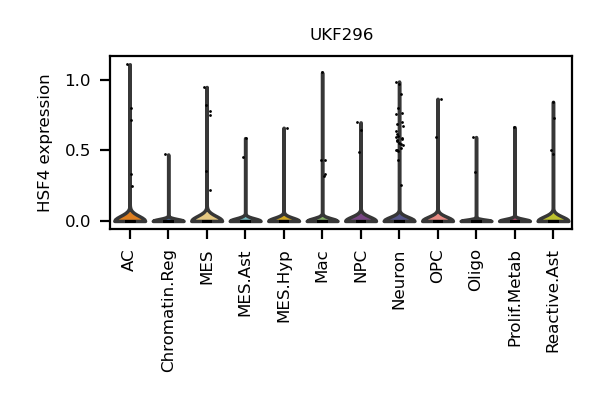 UKF296
HSF4 expression
1.0
0.5
0.0
AC
Chromatin.Reg
MES
MES.Ast
MES.Hyp
Mac
NPC
Neuron
OPC
Oligo
Prolif.Metab
Reactive.Ast